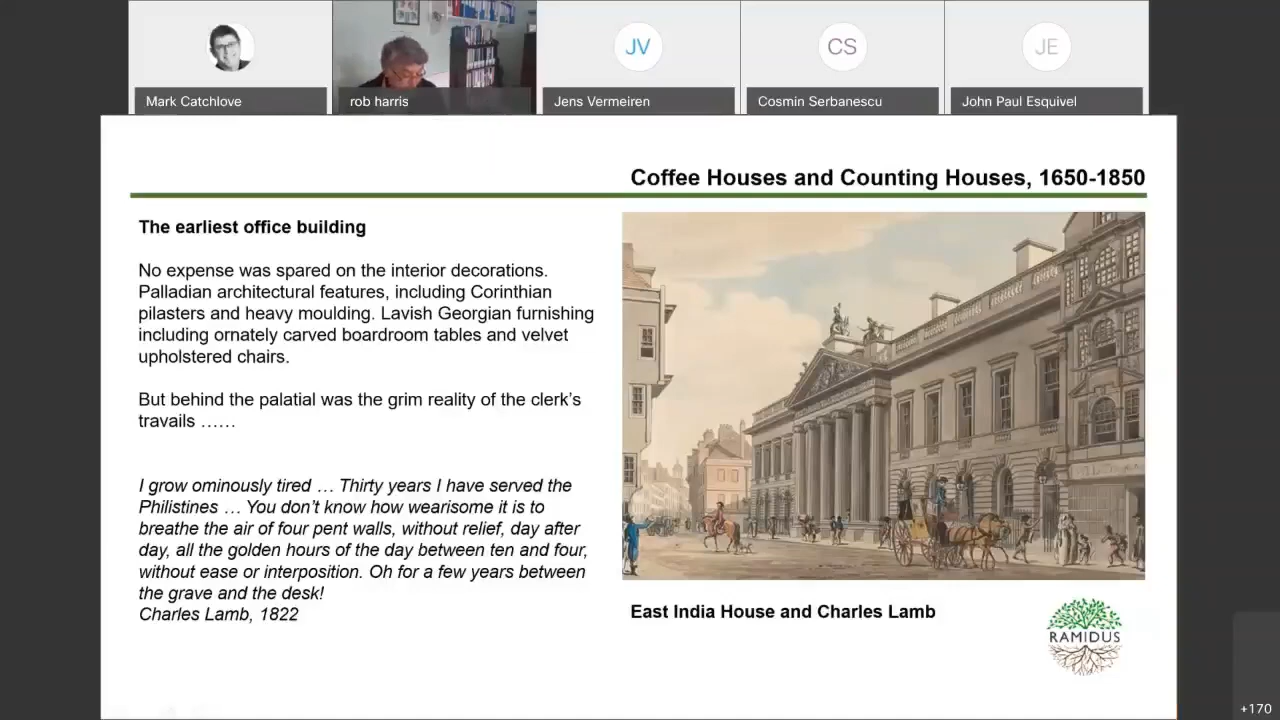 JV
CS
JE
Mark Catchlove
rob harris
Jens Vermeiren
Cosmin Serbanescu
John Paul Esquivel
Coffee Houses and Counting Houses, 1650-1850
The earliest office building
No expense was spared on the interior decorations.
Palladian architectural features, including Corinthian
pilasters and heavy moulding. Lavish Georgian furnishing
including ornately carved boardroom tables and velvet
upholstered chairs.
But behind the palatial was the grim reality of the clerk’s
travails ……
I grow ominously tired … Thirty years I have served the
Philistines … You don’t know how wearisome it is to
breathe the air of four pent walls, without relief, day after
day, all the golden hours of the day between ten and four,
without ease or interposition. Oh for a few years between
the grave and the desk!
Charles Lamb, 1822
East India House and Charles Lamb
RAMIDUS
+170